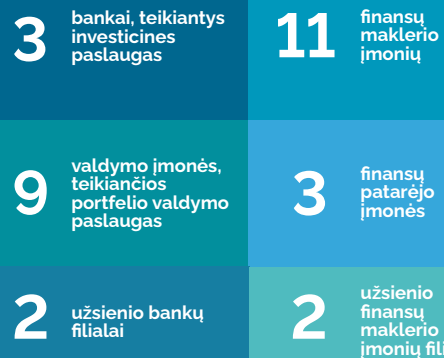 3
bankai, teikiantys
investicines
paslaugas
11
finansų
maklerio
įmonių
9
valdymo įmonės,
teikiančios
portfelio valdymo
paslaugas
3
finansų
patarėjo
įmonės
2
užsienio bankų
filialai
2
užsienio
finansų
maklerio
įmonių